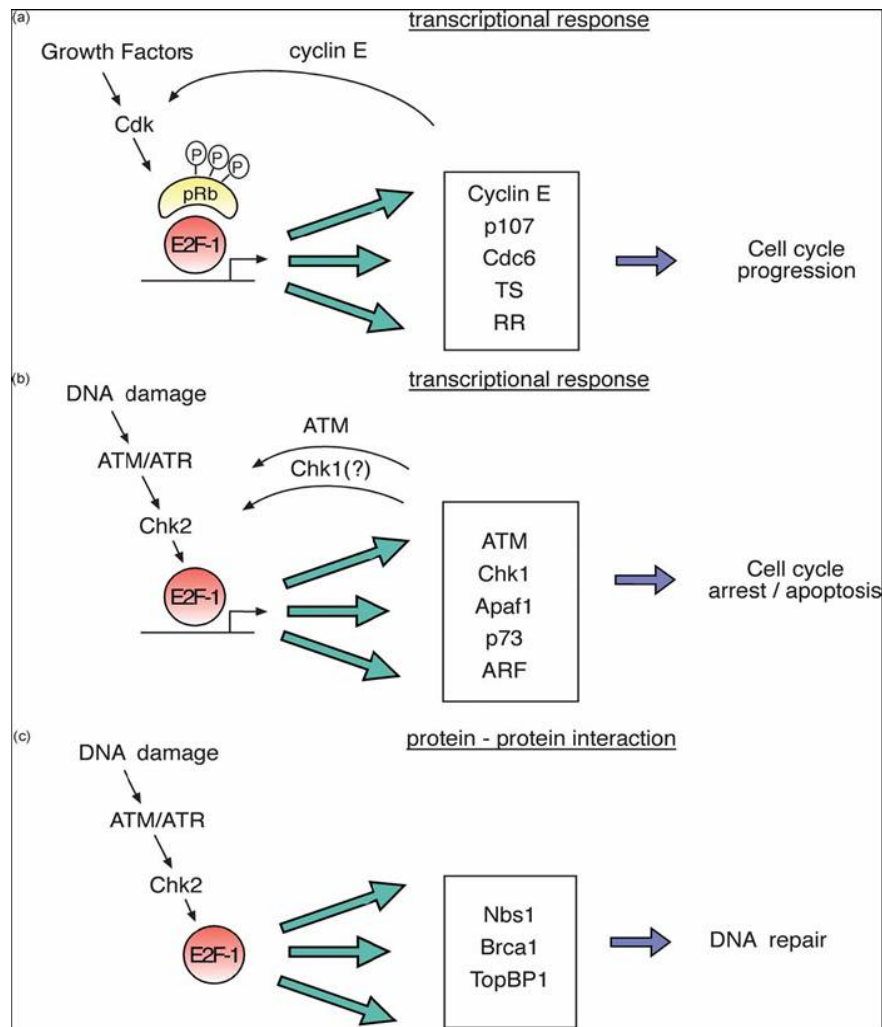 (a)
transcriptional response
Growth Factors
cyclin E
Cdk
P
P
P
pRb
E2F-1
Cyclin E
p107
Cdc6
TS
RR
Cell cycle
progression
(b)
transcriptional response
DNA damage
ATM
ATM/ATR
Chk1(?)
Chk2
E2F-1
ATM
Chk1
Apaf1
p73
ARF
Cell cycle
arrest / apoptosis
(c)
protein - protein interaction
DNA damage
ATM/ATR
Chk2
E2F-1
Nbs1
Brca1
TopBP1
DNA repair